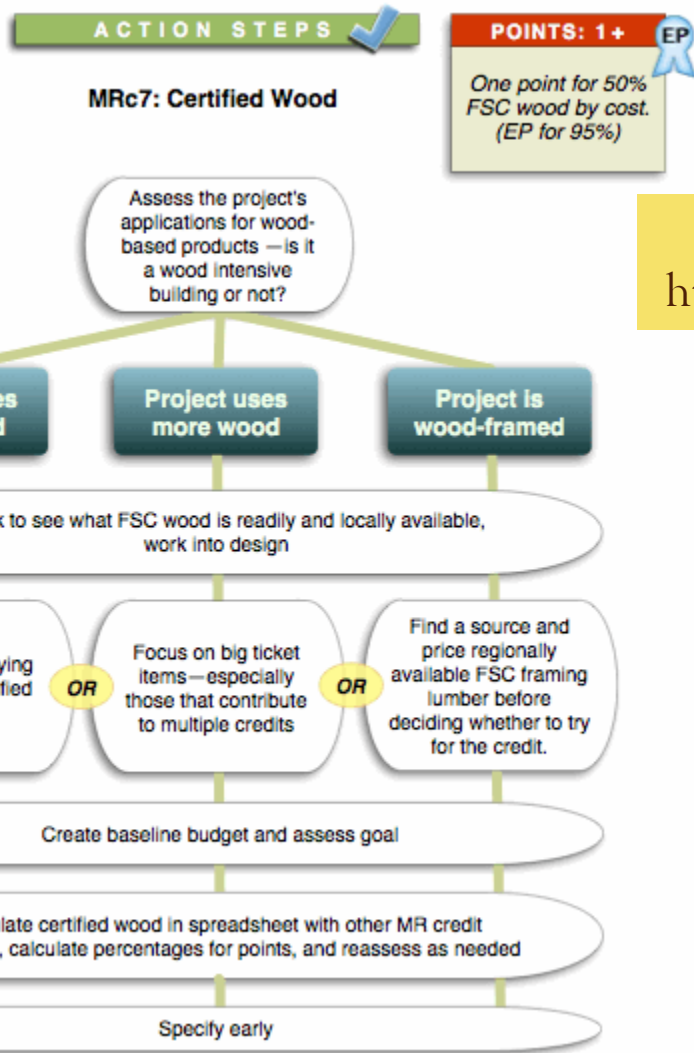 ACTION STEPS
POINTS: 1+
EP
One point for 50%
FSC wood by cost.
(EP for 95%)
MRc7: Certified Wood
Assess the project's
applications for wood-
based products —is it
a wood intensive
building or not?
Project uses
more wood
Project is
wood-framed
to see what FSC wood is readily and locally available,
work into design
OR
Focus on big ticket
items—especially
those that contribute
to multiple credits
OR
Find a source and
price regionally
available FSC framing
lumber before
deciding whether to try
for the credit.
Create baseline budget and assess goal
certified wood in spreadsheet with other MR credit
, calculate percentages for points, and reassess as needed
Specify early